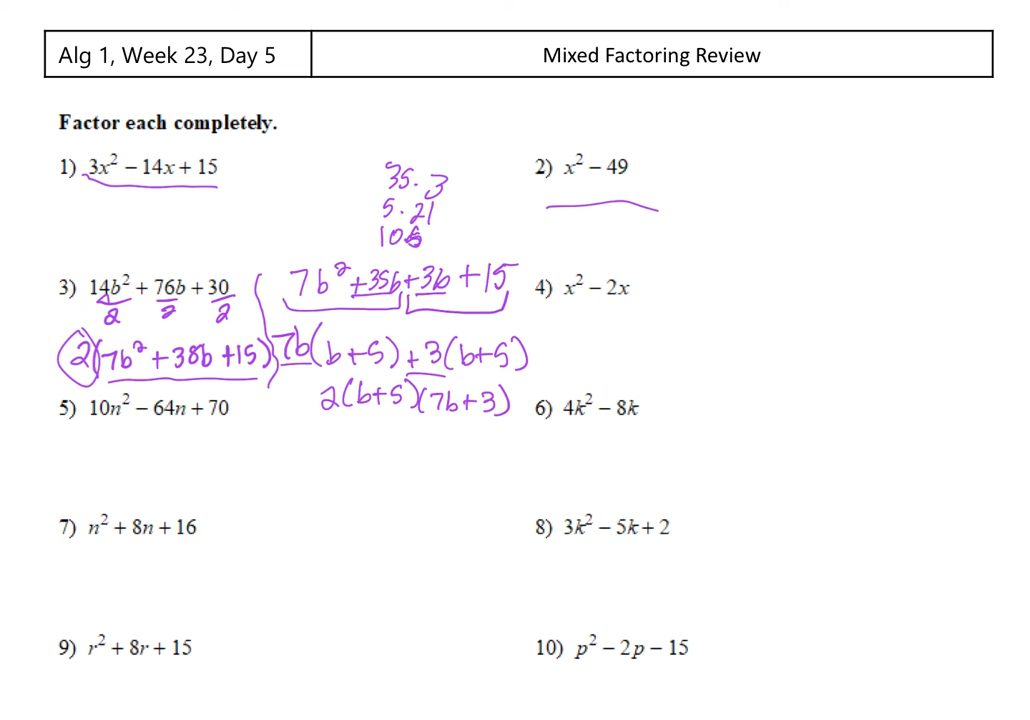 Alg 1, Week 23, Day 5
Mixed Factoring Review
Factor each completely.
1) 3x² − 14x + 15
35 · 3
5 · 21
105
2) x² − 49
3) 14b² + 76b + 30
2 2 2
2(7b² + 38b + 15)
7b² + 35b + 3b + 15
7b(b+5) + 3(b+5)
2(b+5)(7b+3)
4) x² − 2x
5) 10n² − 64n + 70
6) 4k² − 8k
7) n² + 8n + 16
8) 3k² − 5k + 2
9) r² + 8r + 15
10) p² − 2p − 15